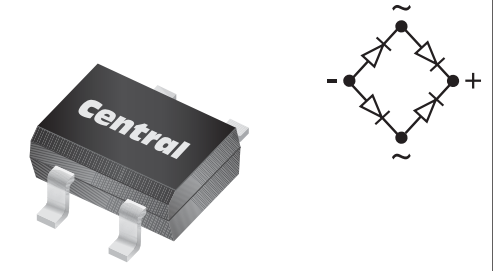 Central
~
- +
~